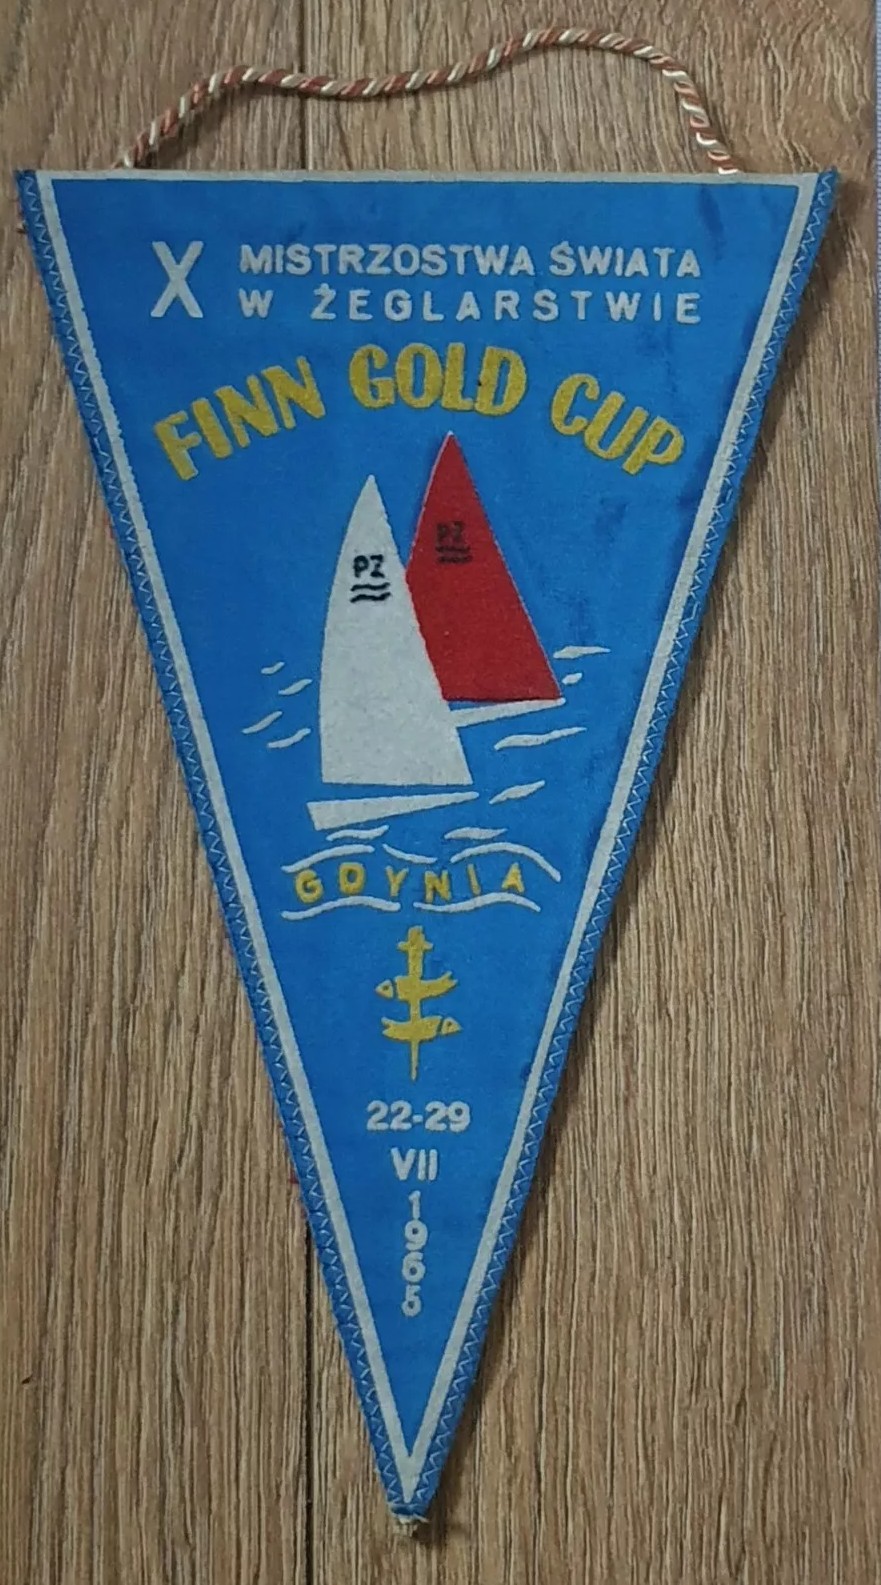 X MISTRZOSTWA ŚWIATA
W ŻEGLARSTWIE
FINN GOLD CUP
PZ
PZ
GDYNIA
22-29
VII
1965